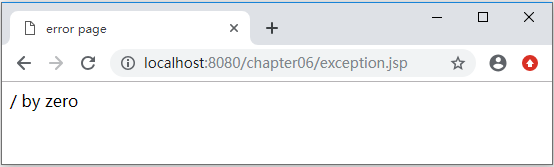 error page
localhost:8080/chapter06/exception.jsp
/ by zero